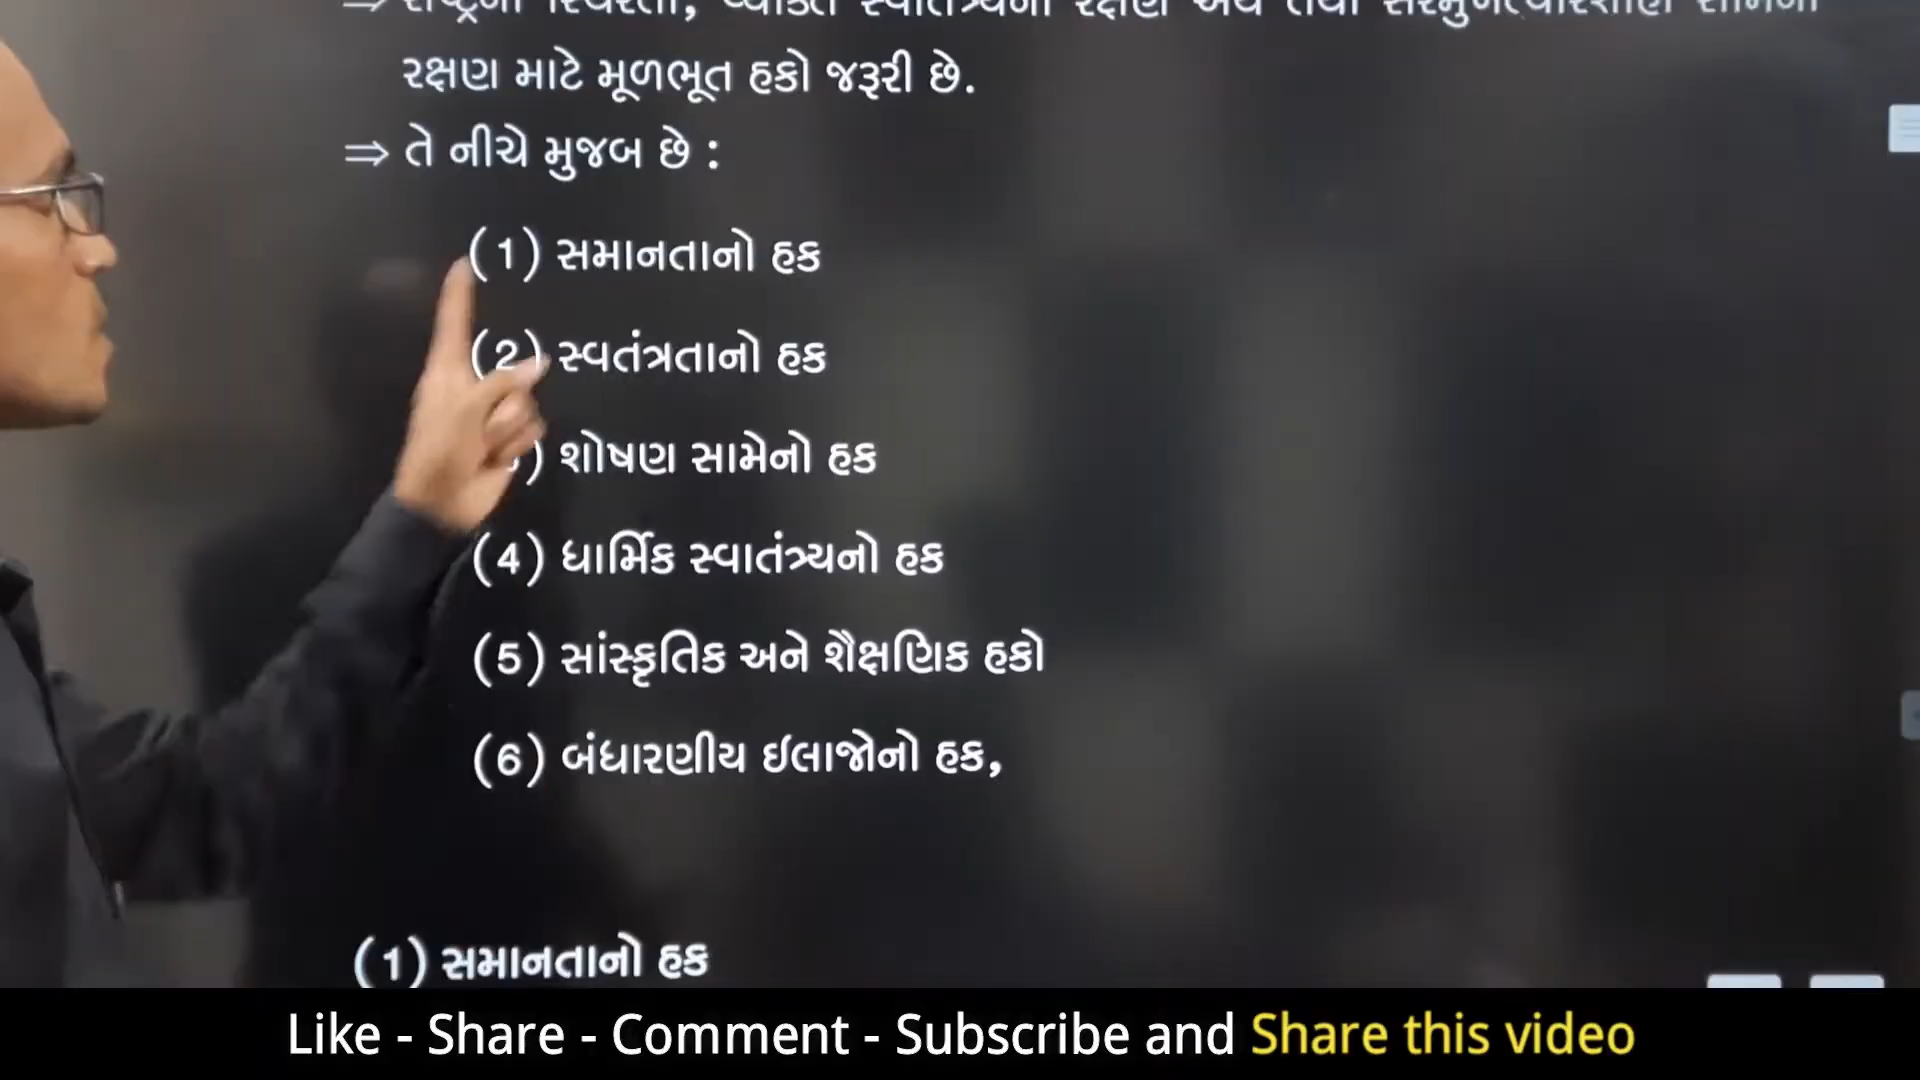 રક્ષણ માટે મૂળભૂત હકો જરૂરી છે.
⇒ તે નીચે મુજબ છે :
(1) સમાનતાનો હક
(2) સ્વતંત્રતાનો હક
) શોષણ સામેનો હક
(4) ધાર્મિક સ્વાતંત્ર્યનો હક
(5) સાંસ્કૃતિક અને શૈક્ષણિક હકો
(6) બંધારણીય ઈલાજોનો હક,
(1) સમાનતાનો હક
Like - Share - Comment - Subscribe and Share this video